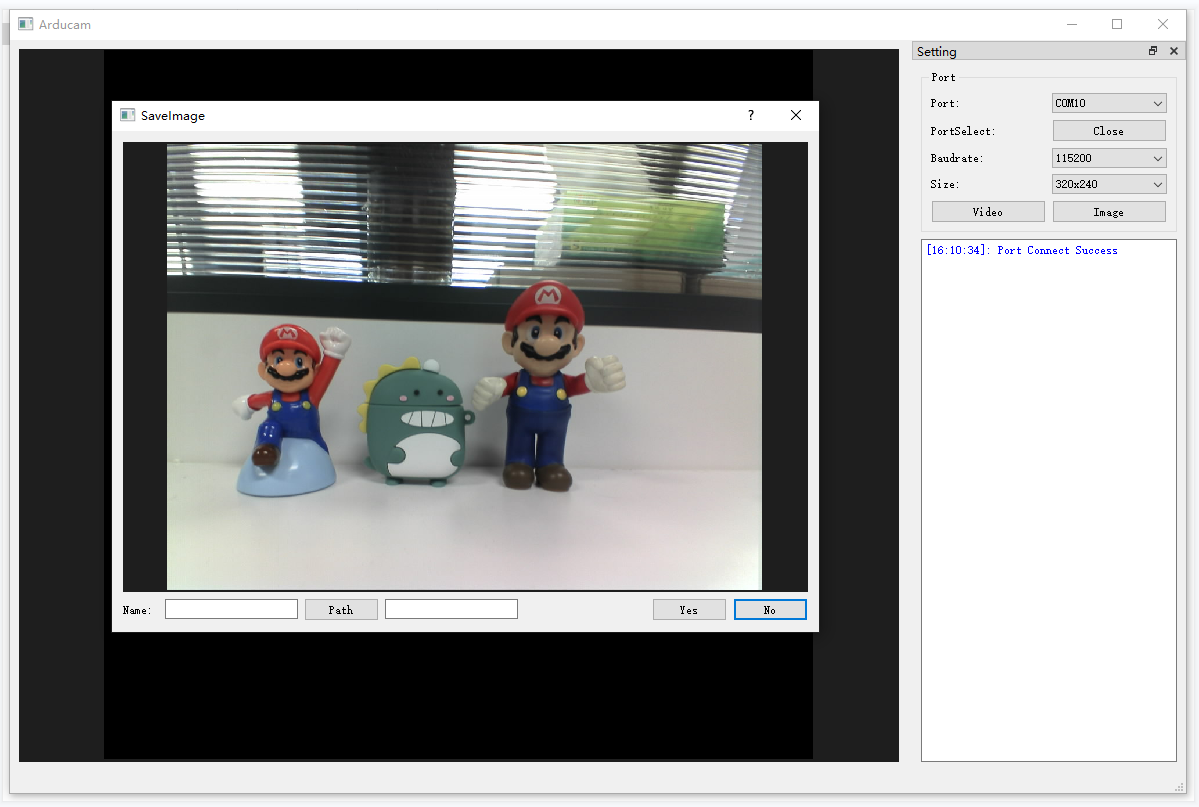 Arducam
Setting
Port
Port: COM10
PortSelect: Close
Baudrate: 115200
Size: 320x240
Video Image
[16:10:34]: Port Connect Success
SaveImage ?
M
M
Name: Path Yes No